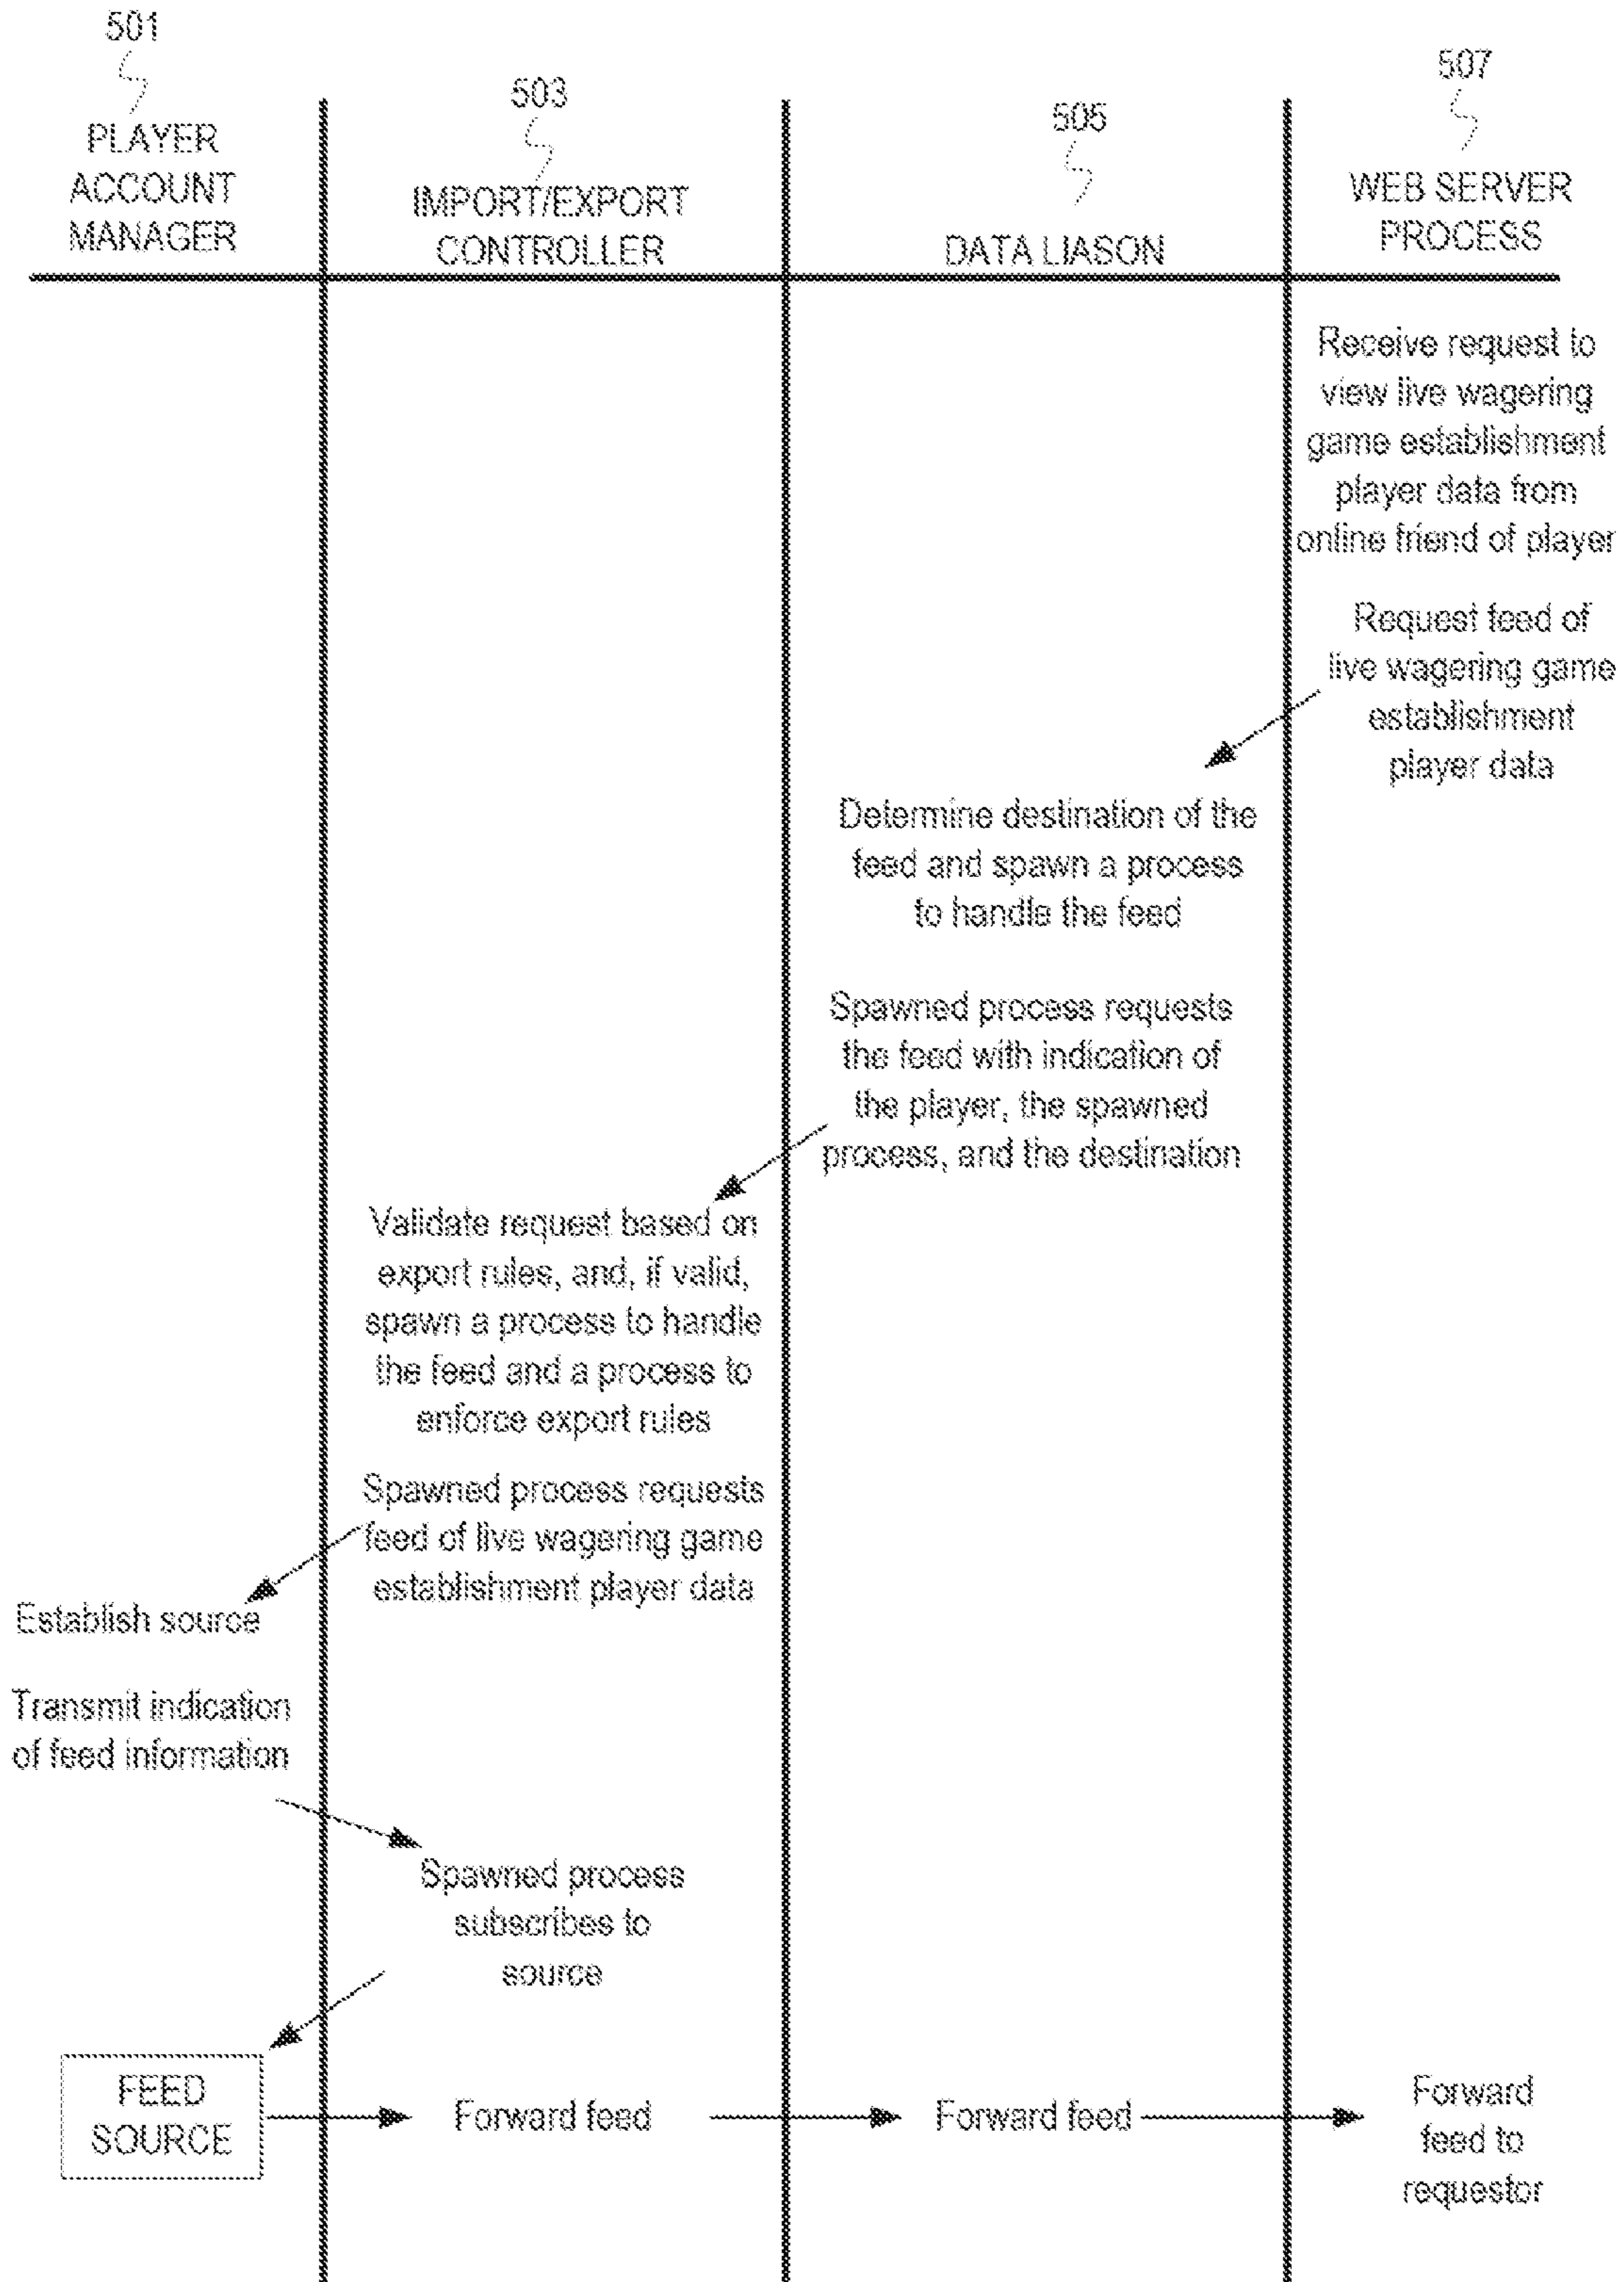 501
PLAYER
ACCOUNT
MANAGER
503
IMPORT/EXPORT
CONTROLLER
505
DATA LIASON
507
WEB SERVER
PROCESS
Receive request to
view live wagering
game establishment
player data from
online friend of player
Request feed of
live wagering game
establishment
player data
Determine destination of the
feed and spawn a process
to handle the feed
Spawned process requests
the feed with indication of
the player, the spawned
process, and the destination
Validate request based on
export rules, and, if valid,
spawn a process to handle
the feed and a process to
enforce export rules
Spawned process requests
feed of live wagering game
establishment player data
Establish source
Transmit indication
of feed information
Spawned process
subscribes to
source
FEED
SOURCE
Forward feed
Forward feed
Forward
feed to
requestor